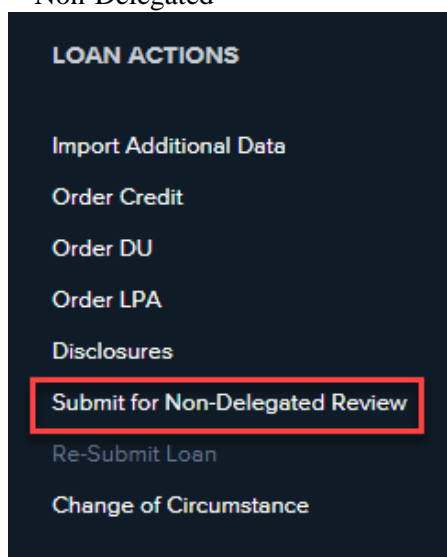 Non-Delegated
LOAN ACTIONS
Import Additional Data
Order Credit
Order DU
Order LPA
Disclosures
Submit for Non-Delegated Review
Re-Submit Loan
Change of Circumstance